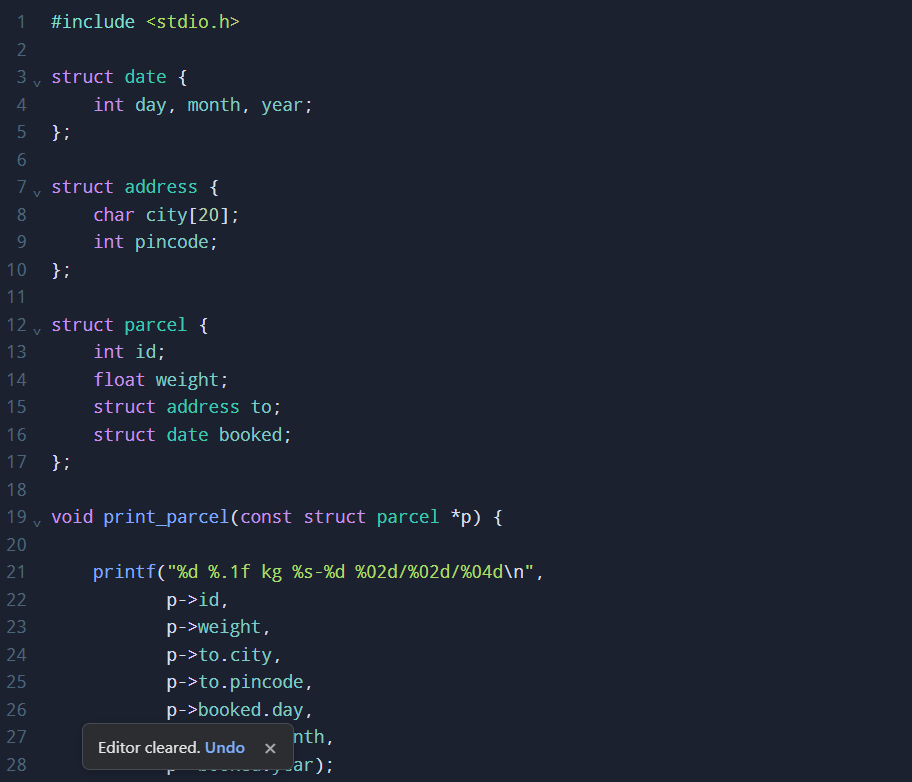 1 #include <stdio.h>
2
3 struct date {
4     int day, month, year;
5 };
6
7 struct address {
8     char city[20];
9     int pincode;
10 };
11
12 struct parcel {
13     int id;
14     float weight;
15     struct address to;
16     struct date booked;
17 };
18
19 void print_parcel(const struct parcel *p) {
20
21     printf("%d %.1f kg %s-%d %02d/%02d/%04d\n",
22            p->id,
23            p->weight,
24            p->to.city,
25            p->to.pincode,
26            p->booked.day,
27 nth,
Editor cleared. Undo ×
28 ar);